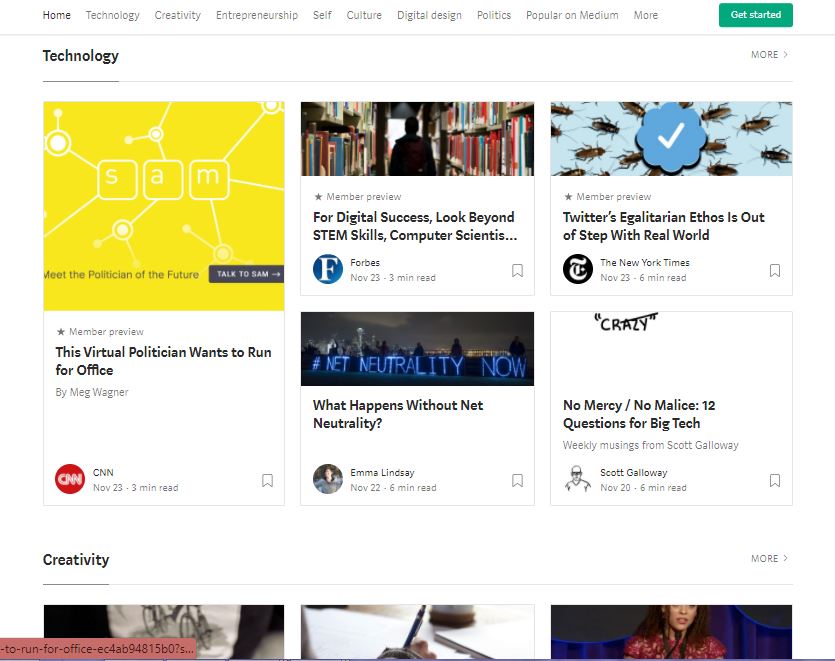 Home Technology Creativity Entrepreneurship Self Culture Digital design Politics Popular on Medium More Get started
Technology MORE
sam
Meet the Politician of the Future TALK TO SAM →
★ Member preview
This Virtual Politician Wants to Run
for Office
By Meg Wagner
CNN
CNN
Nov 23 · 3 min read
★ Member preview
For Digital Success, Look Beyond
STEM Skills, Computer Scientis...
F
Forbes
Nov 23 · 3 min read
★ Member preview
Twitter's Egalitarian Ethos Is Out
of Step With Real World
T
The New York Times
Nov 23 · 6 min read
# NET NEUTRALITY NOW
What Happens Without Net
Neutrality?
Emma Lindsay
Nov 22 · 6 min read
"CRAZY"
No Mercy / No Malice: 12
Questions for Big Tech
Weekly musings from Scott Galloway
Scott Galloway
Nov 20 · 6 min read
Creativity MORE
-to-run-for-office-ec4ab94815b0?s...